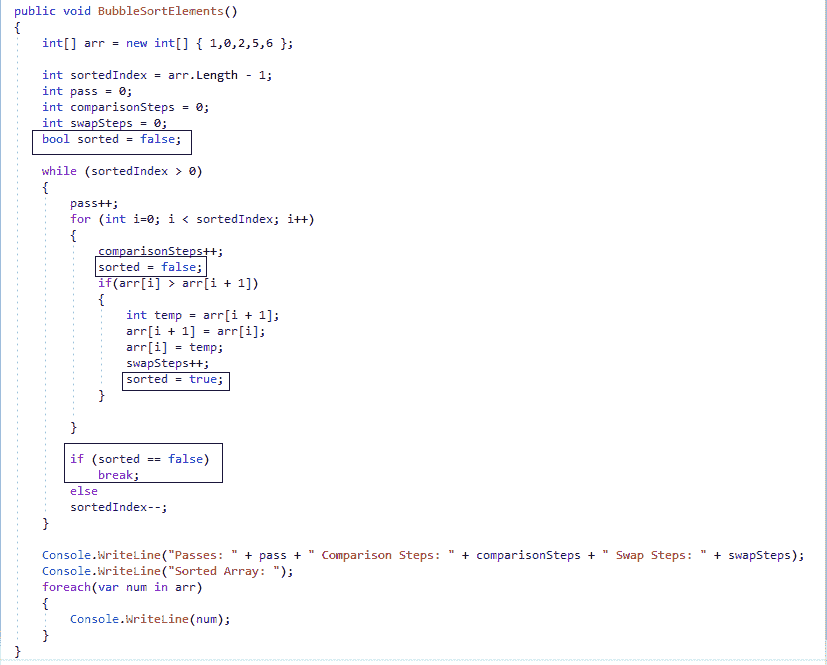 public void BubbleSortElements()
{
int[] arr = new int[] { 1,0,2,5,6 };
int sortedIndex = arr.Length - 1;
int pass = 0;
int comparisonSteps = 0;
int swapSteps = 0;
bool sorted = false;
while (sortedIndex > 0)
{
pass++;
for (int i=0; i < sortedIndex; i++)
{
comparisonSteps++;
sorted = false;
if(arr[i] > arr[i + 1])
{
int temp = arr[i + 1];
arr[i + 1] = arr[i];
arr[i] = temp;
swapSteps++;
sorted = true;
}
}
if (sorted == false)
break;
else
sortedIndex--;
}
Console.WriteLine("Passes: " + pass + " Comparison Steps: " + comparisonSteps + " Swap Steps: " + swapSteps);
Console.WriteLine("Sorted Array: ");
foreach(var num in arr)
{
Console.WriteLine(num);
}
}